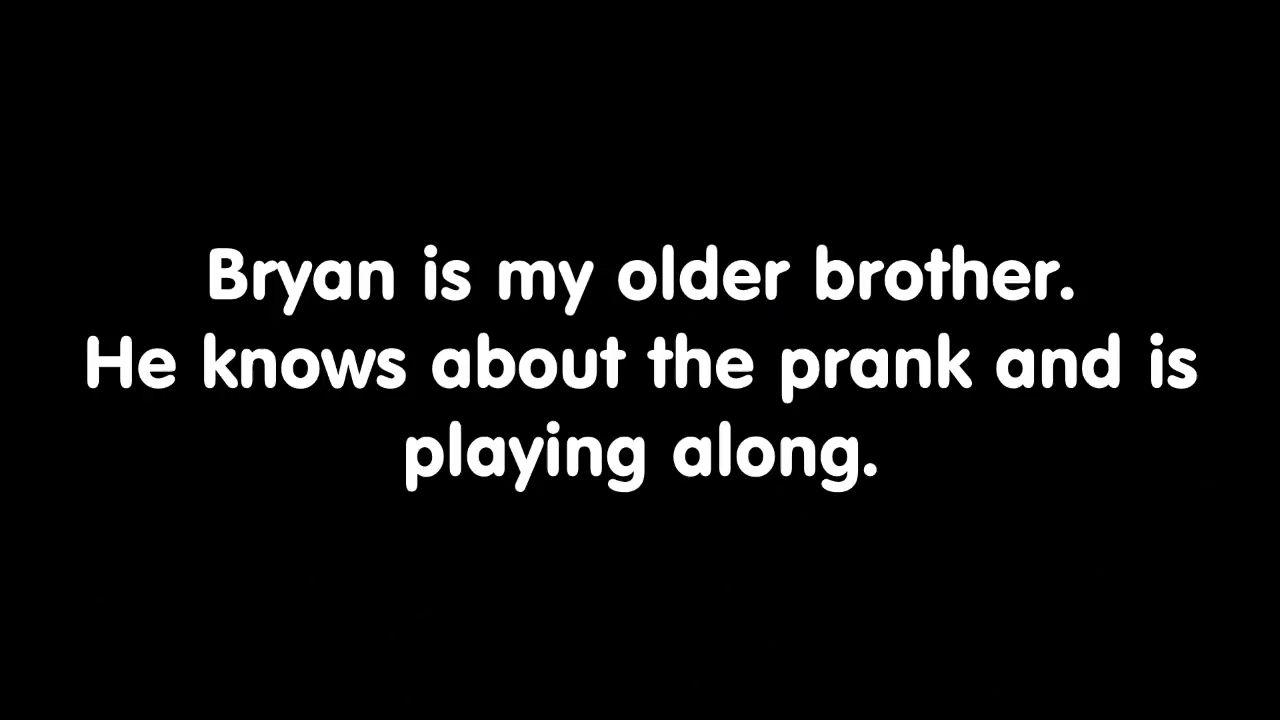 Bryan is my older brother.
He knows about the prank and is
playing along.